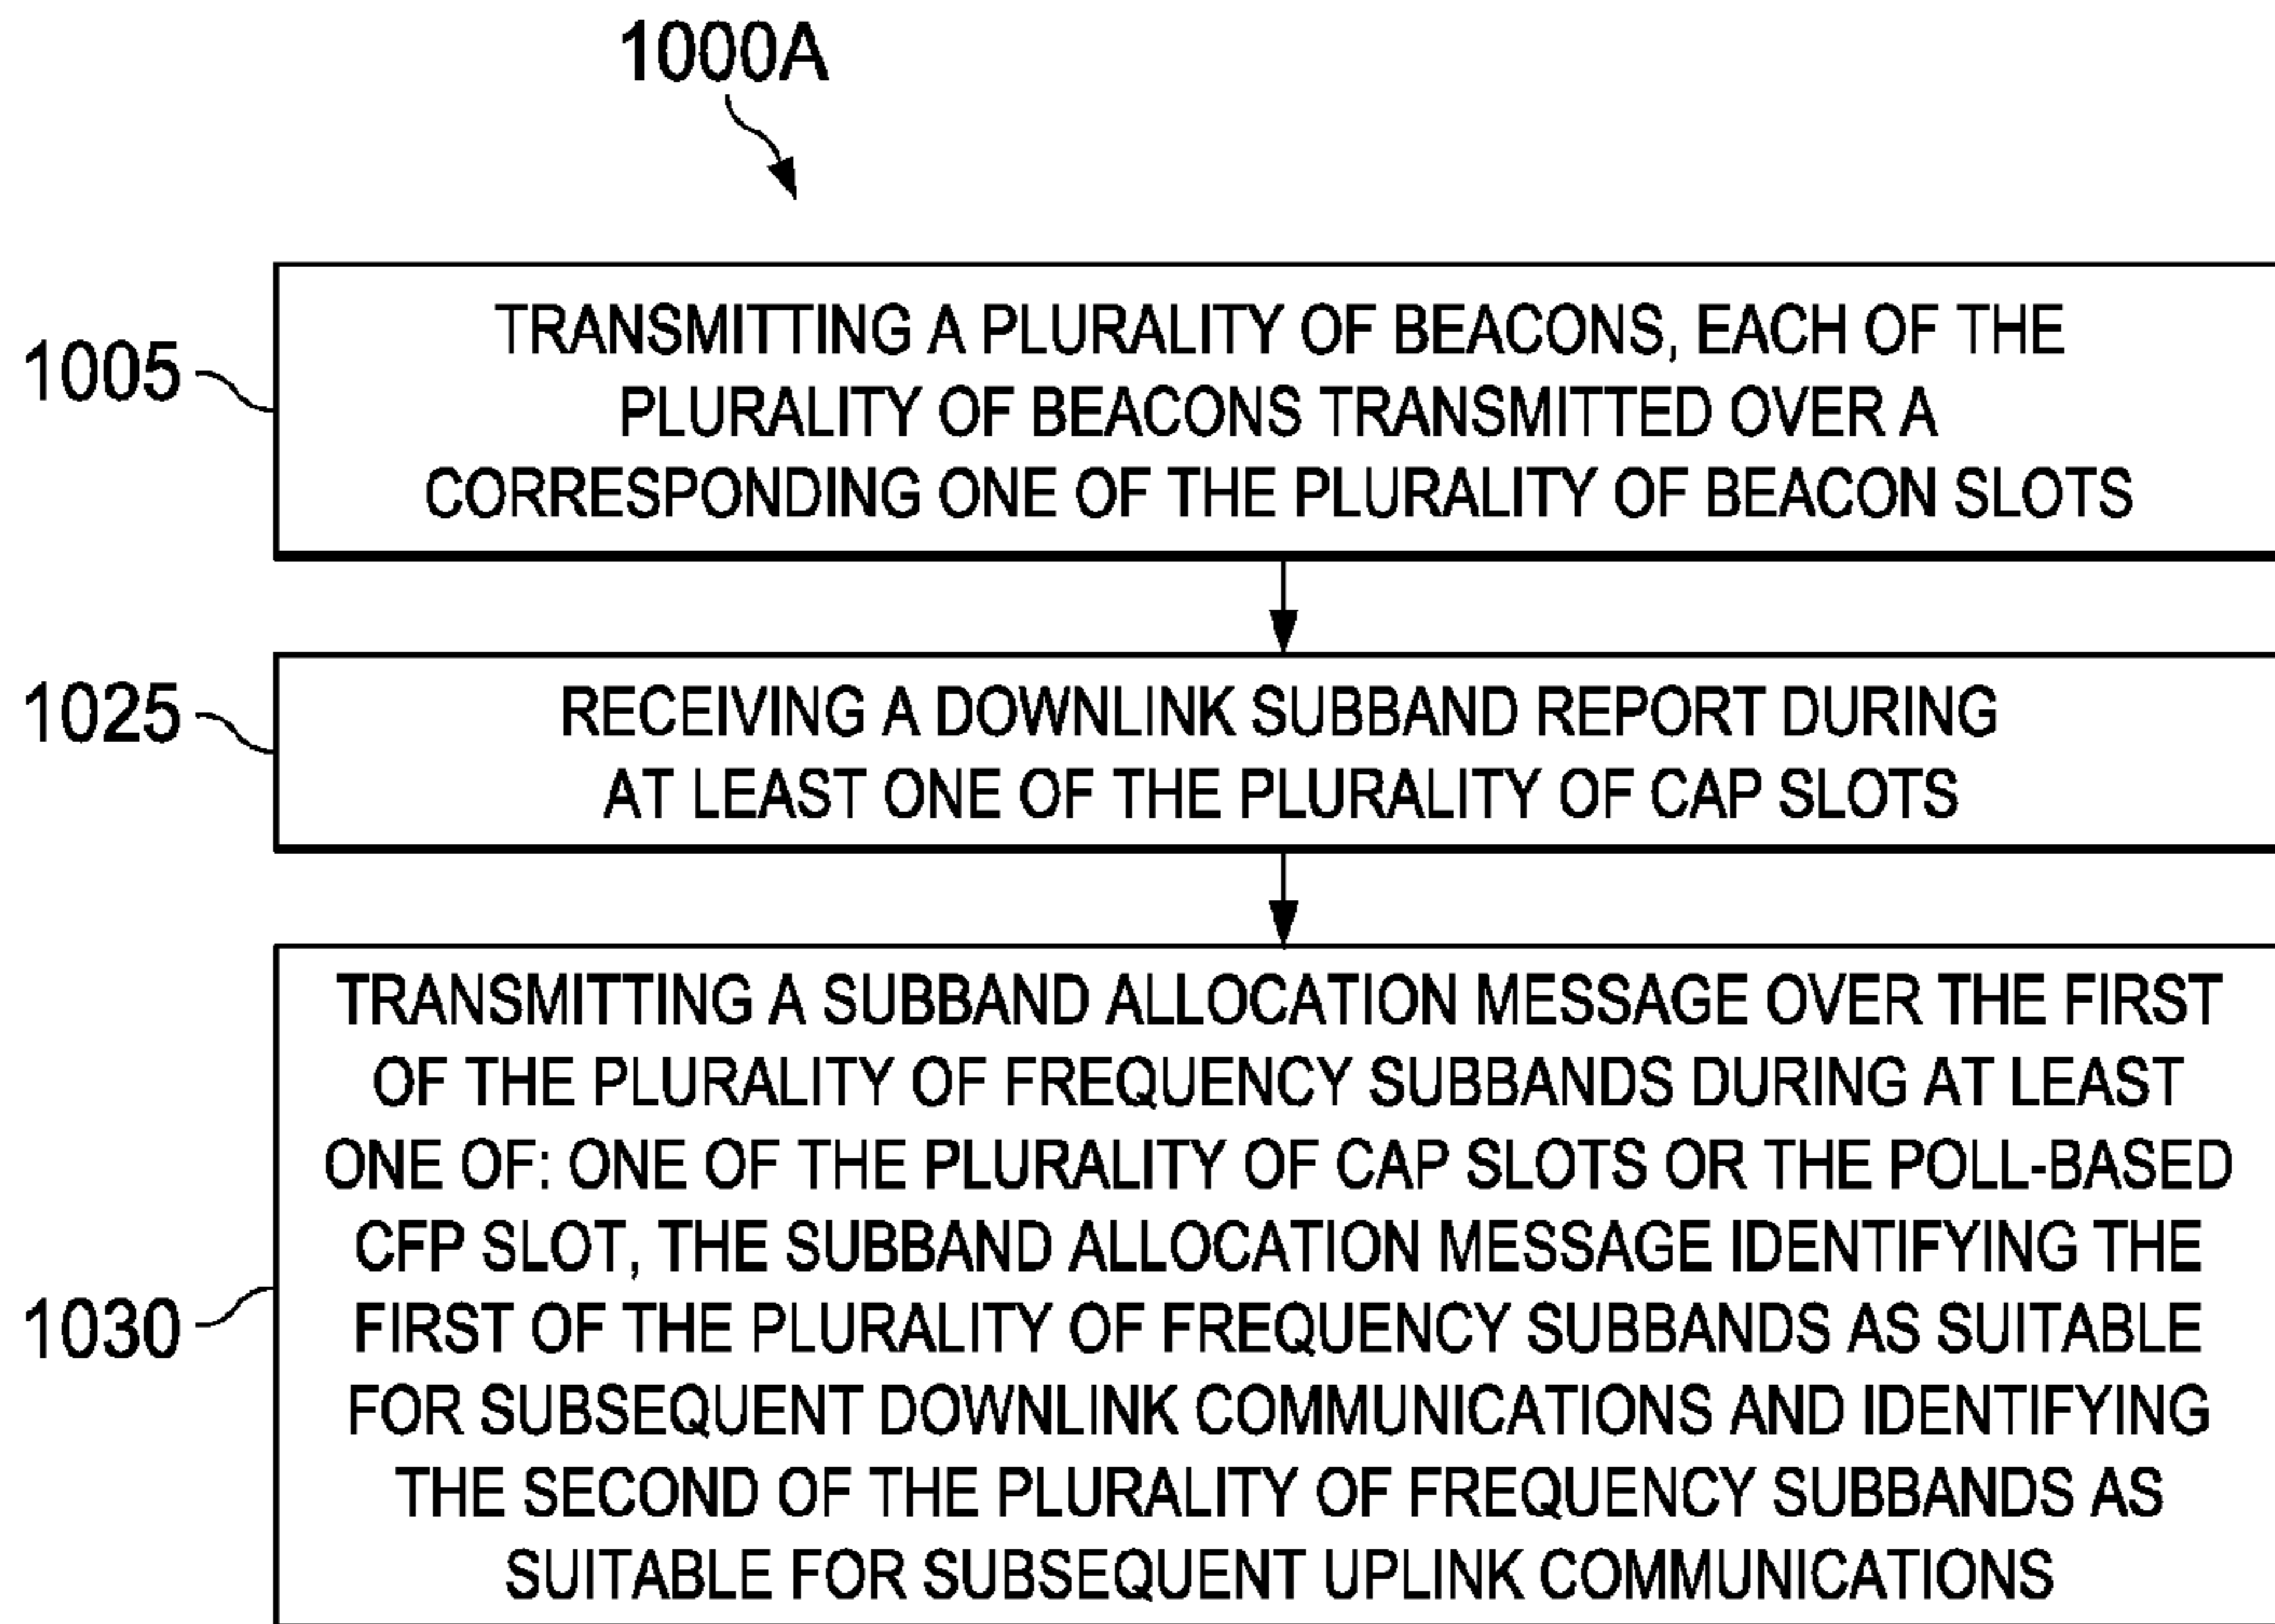 1000A
1005
TRANSMITTING A PLURALITY OF BEACONS, EACH OF THE
PLURALITY OF BEACONS TRANSMITTED OVER A
CORRESPONDING ONE OF THE PLURALITY OF BEACON SLOTS
1025
RECEIVING A DOWNLINK SUBBAND REPORT DURING
AT LEAST ONE OF THE PLURALITY OF CAP SLOTS
1030
TRANSMITTING A SUBBAND ALLOCATION MESSAGE OVER THE FIRST
OF THE PLURALITY OF FREQUENCY SUBBANDS DURING AT LEAST
ONE OF: ONE OF THE PLURALITY OF CAP SLOTS OR THE POLL-BASED
CFP SLOT, THE SUBBAND ALLOCATION MESSAGE IDENTIFYING THE
FIRST OF THE PLURALITY OF FREQUENCY SUBBANDS AS SUITABLE
FOR SUBSEQUENT DOWNLINK COMMUNICATIONS AND IDENTIFYING
THE SECOND OF THE PLURALITY OF FREQUENCY SUBBANDS AS
SUITABLE FOR SUBSEQUENT UPLINK COMMUNICATIONS